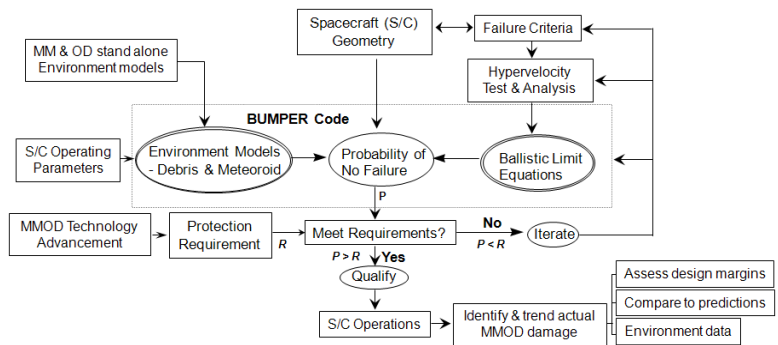 Spacecraft (S/C)
Geometry
Failure Criteria
MM & OD stand alone
Environment models
Hypervelocity
Test & Analysis
BUMPER Code
S/C Operating
Parameters
Environment Models
- Debris & Meteoroid
Probability of
No Failure
Ballistic Limit
Equations
P
MMOD Technology
Advancement
Protection
Requirement
R
Meet Requirements?
No
P < R
Iterate
P > R
Yes
Qualify
S/C Operations
Identify & trend actual
MMOD damage
Assess design margins
Compare to predictions
Environment data